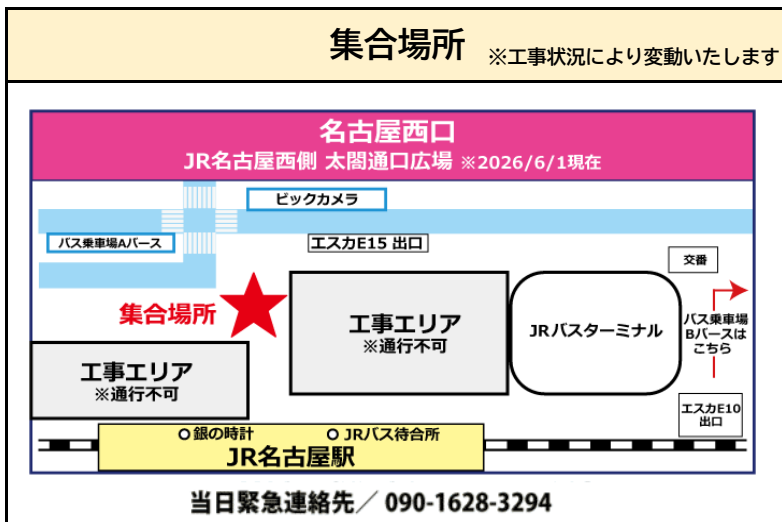 集合場所 ※工事状況により変動いたします
名古屋西口
JR名古屋西側 太閤通口広場 ※2026/6/1現在
ビックカメラ
バス乗車場Aバース
エスカE15 出口
交番
集合場所
工事エリア
※通行不可
JRバスターミナル
バス乗車場
Bバースは
こちら
工事エリア
※通行不可
エスカE10
出口
銀の時計
JRバス待合所
JR名古屋駅
当日緊急連絡先／ 090-1628-3294